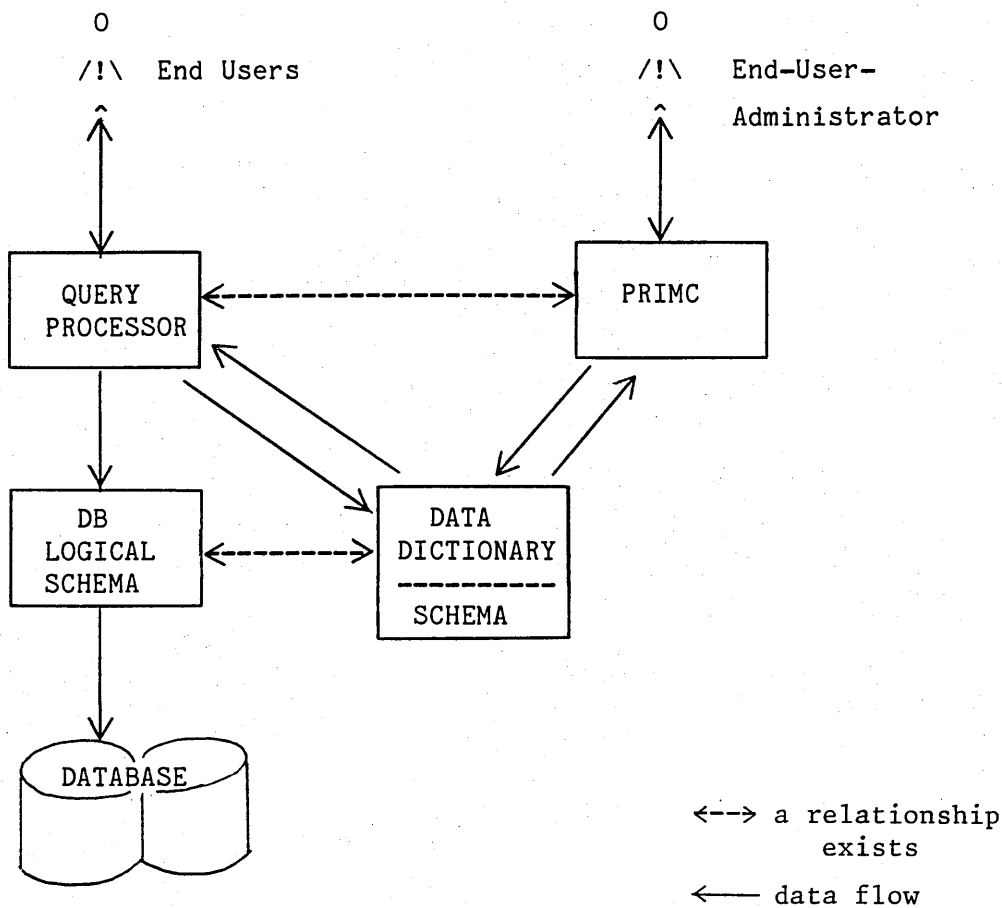 O
/!\ End Users
^
O
/!\ End-User-
^ Administrator
QUERY
PROCESSOR
PRIMC
DB
LOGICAL
SCHEMA
DATA
DICTIONARY
SCHEMA
DATABASE
<---> a relationship
exists
<--- data flow